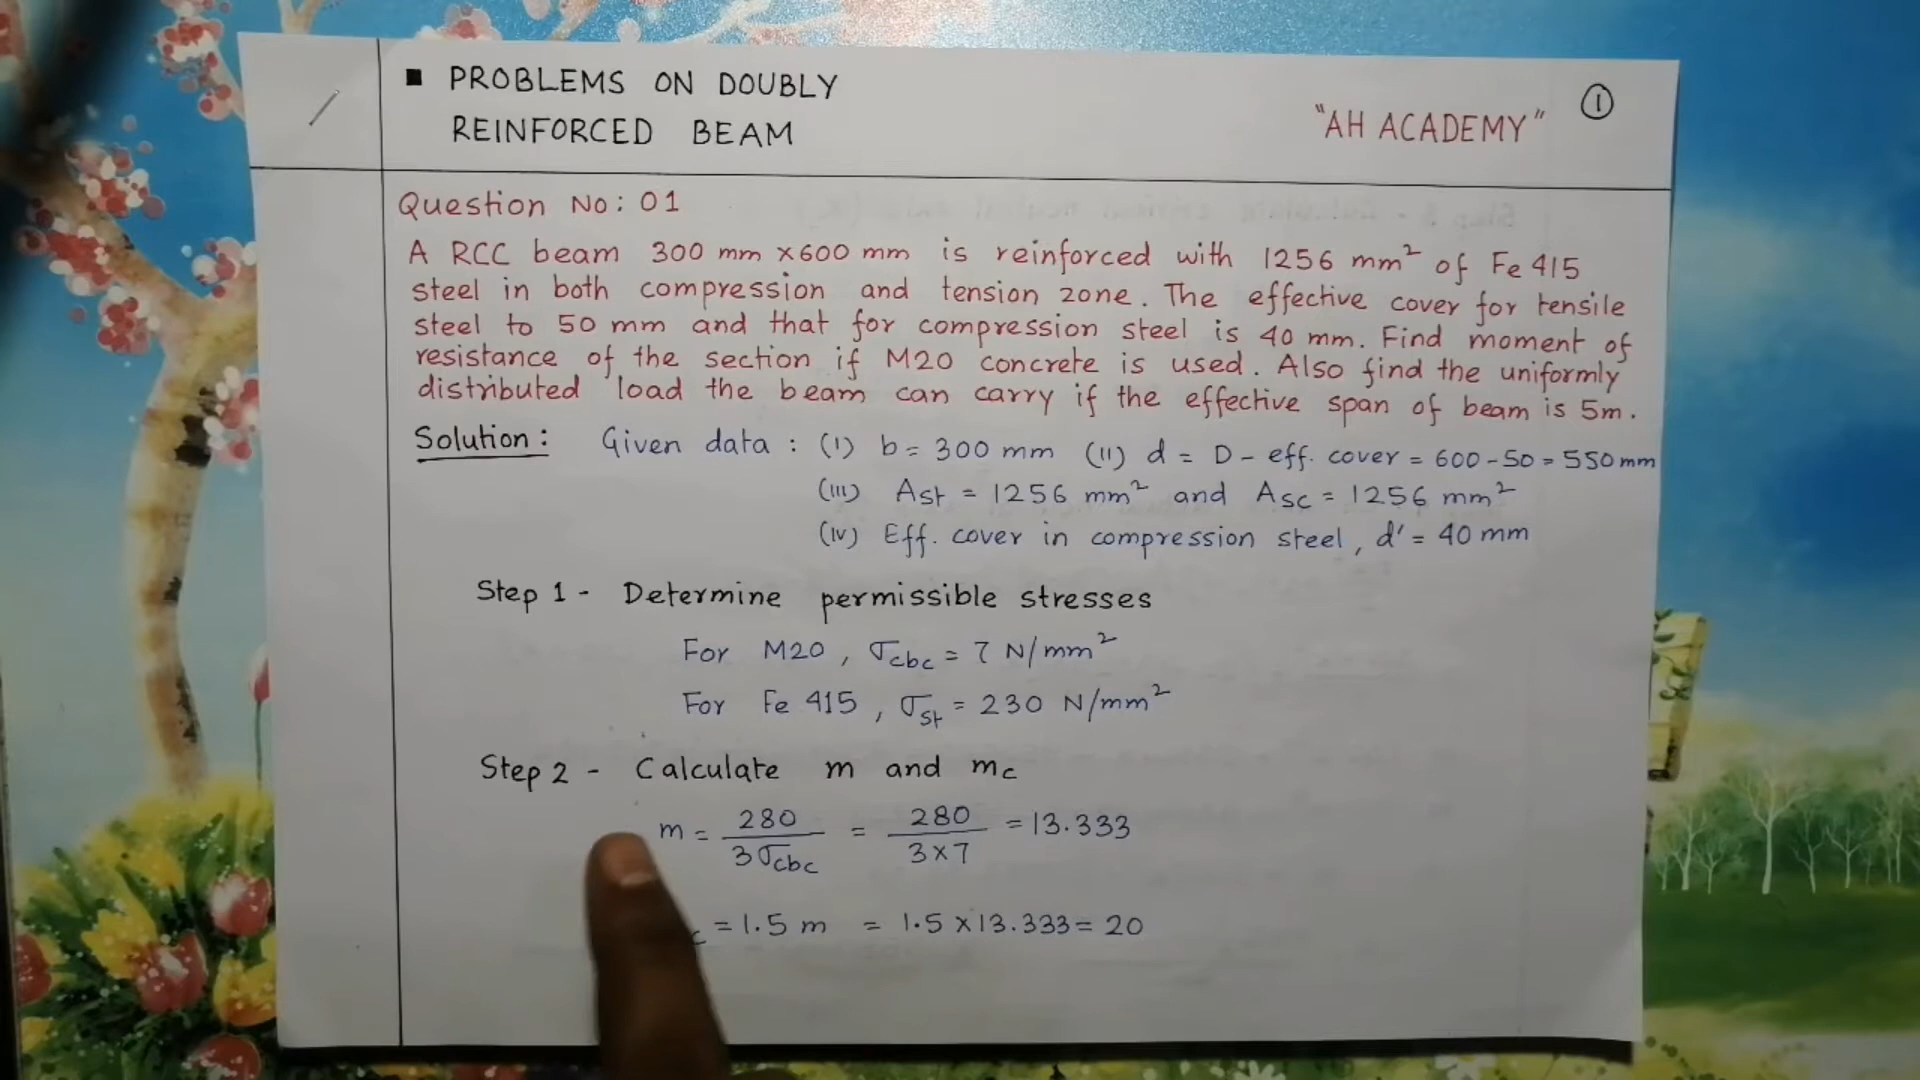 ■ PROBLEMS ON DOUBLY
REINFORCED BEAM
"AH ACADEMY"
①
Question No: 01
A RCC beam 300 mm x 600 mm is reinforced with 1256 mm² of Fe 415
steel in both compression and tension zone. The effective cover for tensile
steel to 50 mm and that for compression steel is 40 mm. Find moment of
resistance of the section if M20 concrete is used. Also find the uniformly
distributed load the beam can carry if the effective span of beam is 5m.
Solution: Given data : (I) b = 300 mm (II) d = D - eff. cover = 600 - 50 = 550 mm
(III) Ast = 1256 mm² and Asc = 1256 mm²
(IV) Eff. cover in compression steel, d' = 40 mm
Step 1 - Determine permissible stresses
For M20, σcbc = 7 N/mm²
For Fe 415, σst = 230 N/mm²
Step 2 - Calculate m and mc
m = 280 / 3σcbc = 280 / 3x7 = 13.333
c = 1.5 m = 1.5 x 13.333 = 20